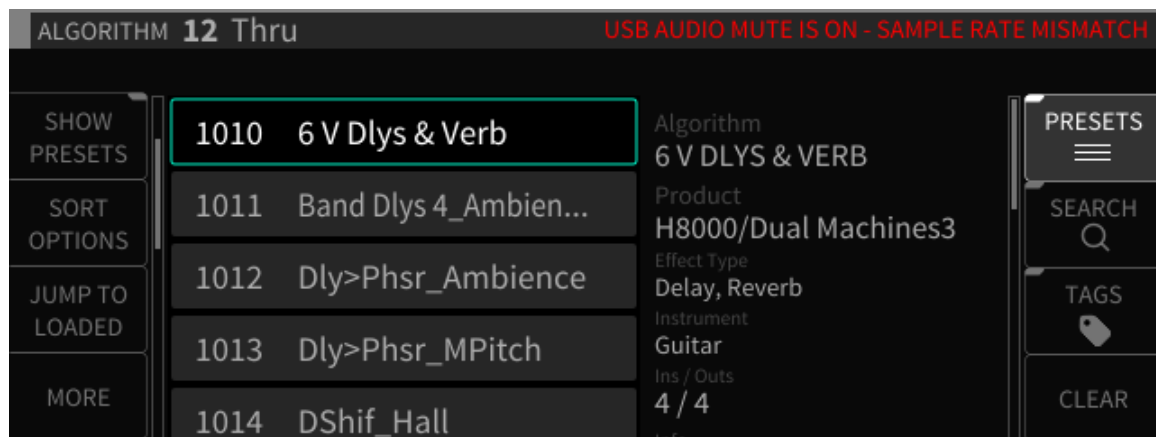 ALGORITHM 12 Thru
USB AUDIO MUTE IS ON - SAMPLE RATE MISMATCH
SHOW
PRESETS
SORT
OPTIONS
JUMP TO
LOADED
MORE
1010 6 V Dlys & Verb
1011 Band Dlys 4_Ambien...
1012 Dly>Phsr_Ambience
1013 Dly>Phsr_MPitch
1014 DShif_Hall
Algorithm
6 V DLYS & VERB
Product
H8000/Dual Machines3
Effect Type
Delay, Reverb
Instrument
Guitar
Ins / Outs
4 / 4
PRESETS
SEARCH
TAGS
CLEAR